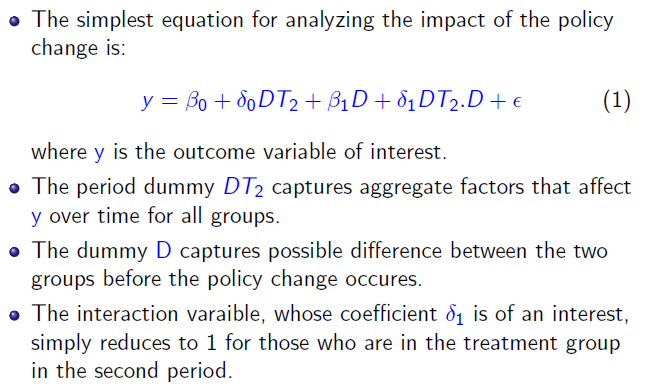 The simplest equation for analyzing the impact of the policy
change is:
y = β₀ + δ₀DT₂ + β₁D + δ₁DT₂.D + ϵ (1)
where y is the outcome variable of interest.
The period dummy DT₂ captures aggregate factors that affect
y over time for all groups.
The dummy D captures possible difference between the two
groups before the policy change occures.
The interaction varaible, whose coefficient δ₁ is of an interest,
simply reduces to 1 for those who are in the treatment group
in the second period.